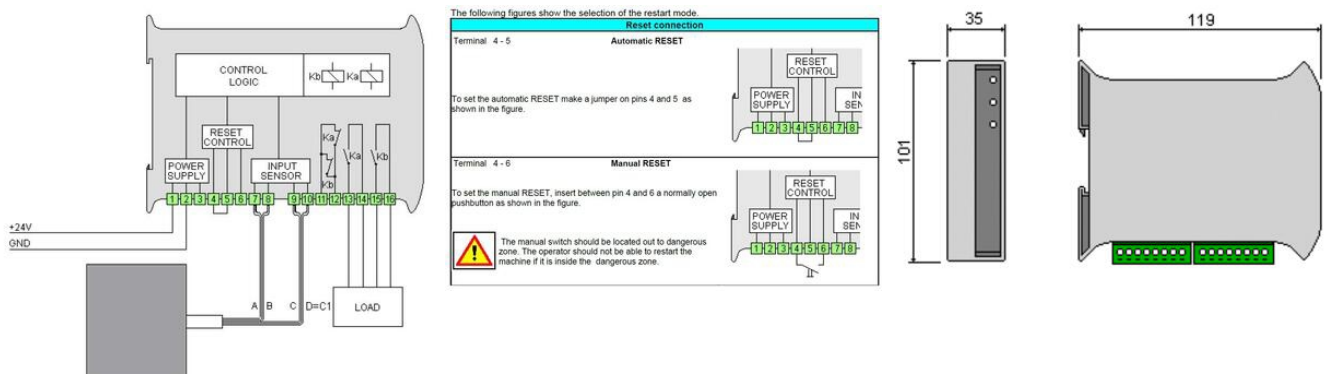 CONTROL
LOGIC
Kb Ka
RESET
CONTROL
POWER
SUPPLY
INPUT
SENSOR
Ka
Kb
Ka
Kb
1 2 3 4 5 6 7 8 9 10 11 12 13 14 15 16
+24V
GND
A B C D=C1
LOAD
The following figures show the selection of the restart mode.
Reset connection
Terminal 4 - 5 Automatic RESET
To set the automatic RESET make a jumper on pins 4 and 5 as
shown in the figure.
RESET
CONTROL
POWER
SUPPLY
IN
SEN
1 2 3 4 5 6 7 8
Terminal 4 - 6 Manual RESET
To set the manual RESET, insert between pin 4 and 6 a normally open
pushbutton as shown in the figure.
The manual switch should be located out to dangerous
zone. The operator should not be able to restart the
machine if it is inside the dangerous zone.
RESET
CONTROL
POWER
SUPPLY
IN
SEN
1 2 3 4 5 6 7 8
35
101
119